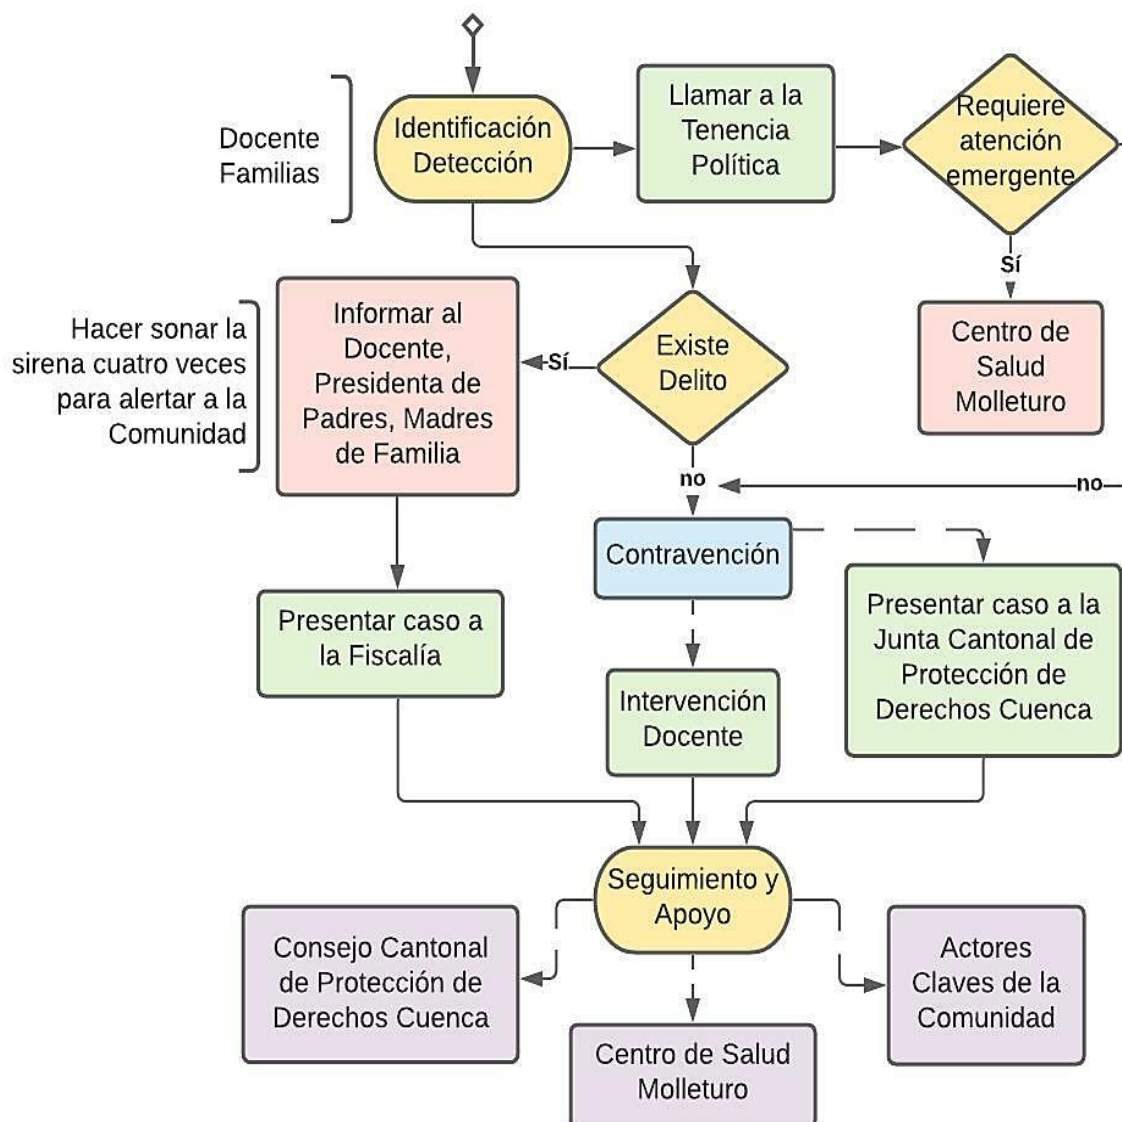 Docente
Familias
Identificación
Detección
Llamar a la
Tenencia
Política
Requiere
atención
emergente
Sí
Centro de
Salud
Molleturo
Hacer sonar la
sirena cuatro veces
para alertar a la
Comunidad
Informar al
Docente,
Presidenta de
Padres, Madres
de Familia
Sí
Existe
Delito
no
no
Contravención
Presentar caso a
la Fiscalía
Intervención
Docente
Presentar caso a la
Junta Cantonal de
Protección de
Derechos Cuenca
Seguimiento y
Apoyo
Consejo Cantonal
de Protección de
Derechos Cuenca
Centro de Salud
Molleturo
Actores
Claves de la
Comunidad